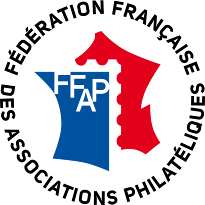 FÉDÉRATION FRANÇAISE
DES ASSOCIATIONS PHILATÉLIQUES
FFAP